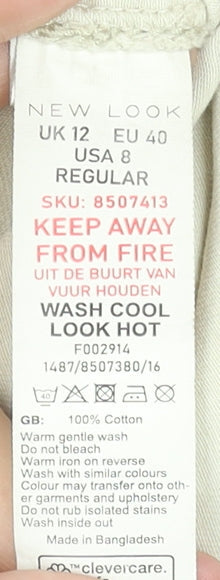 NEW LOOK
UK 12 EU 40
USA 8
REGULAR
SKU: 8507413
KEEP AWAY
FROM FIRE
UIT DE BUURT VAN
VUUR HOUDEN
WASH COOL
LOOK HOT
F002914
1487/8507380/16
40
GB: 100% Cotton
Warm gentle wash
Do not bleach
Warm iron on reverse
Wash with similar colours
Colour may transfer onto oth-
er garments and upholstery
Do not rub isolated stains
Wash inside out
Made in Bangladesh
™clevercare.